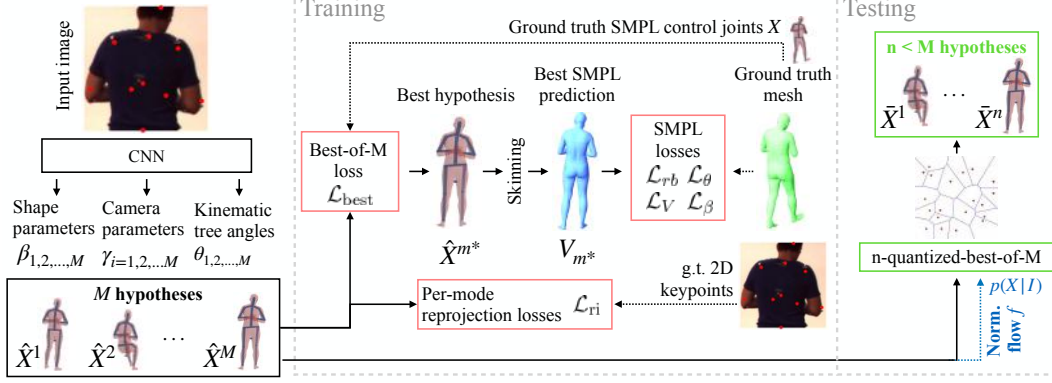 Training
Testing
Input image
CNN
Shape
parameters
β1,2,...,M
Camera
parameters
γi=1,2,...M
Kinematic
tree angles
θ1,2,...,M
M hypotheses
X̂¹
X̂²
· · ·
X̂ᴹ
Ground truth SMPL control joints X
Best-of-M
loss
ℒbest
Best hypothesis
X̂ᵐ*
Skinning
Best SMPL
prediction
Vm*
SMPL
losses
ℒrb ℒθ
ℒV ℒβ
Ground truth
mesh
Per-mode
reprojection losses ℒri
g.t. 2D
keypoints
n < M hypotheses
X̄¹
· · ·
X̄ⁿ
n-quantized-best-of-M
p(X|I)
Norm.
flow f